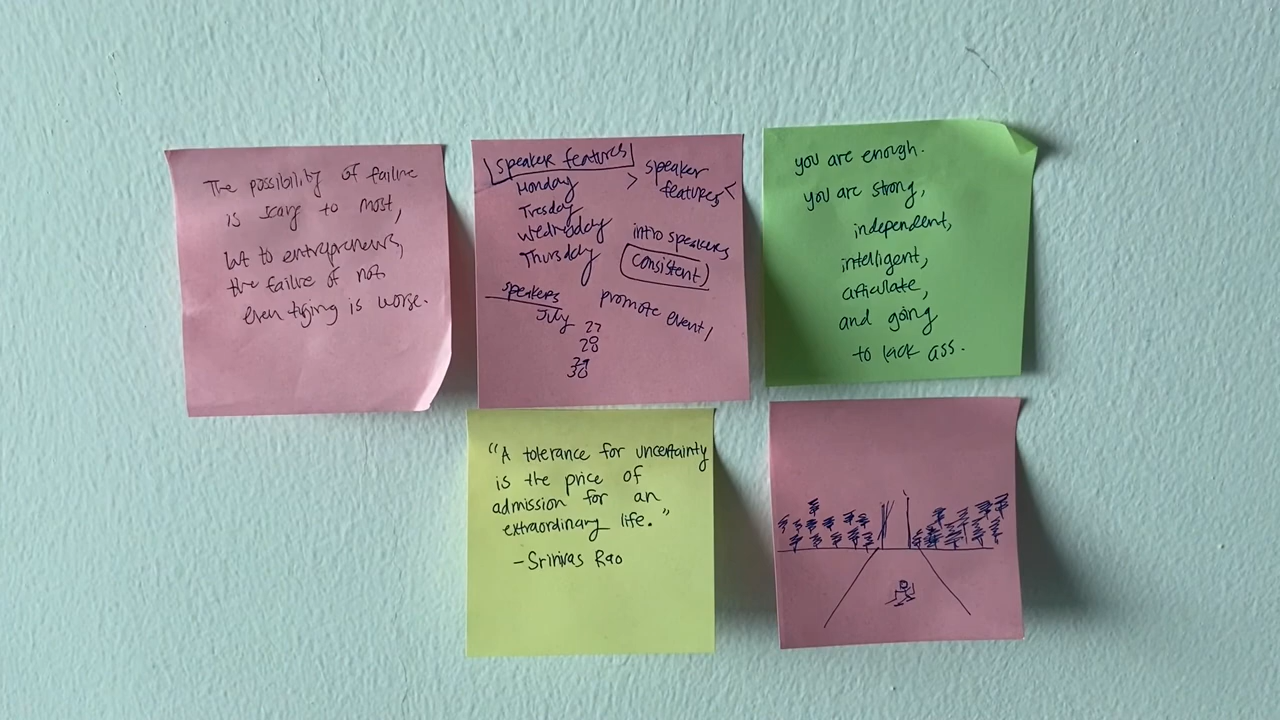 The possibility of failure
is scary to most,
but to entrepreneurs,
the failure of not
even trying is worse.
speaker features
Monday
Tuesday
Wednesday
Thursday
speakers
July
27
28
> speaker
features <
intro speakers
consistent
promote event,
you are enough.
you are strong,
independent,
intelligent,
articulate,
and going
to kick ass.
"A tolerance for uncertainty
is the price of
admission for an
extraordinary life."
- Srinivas Rao